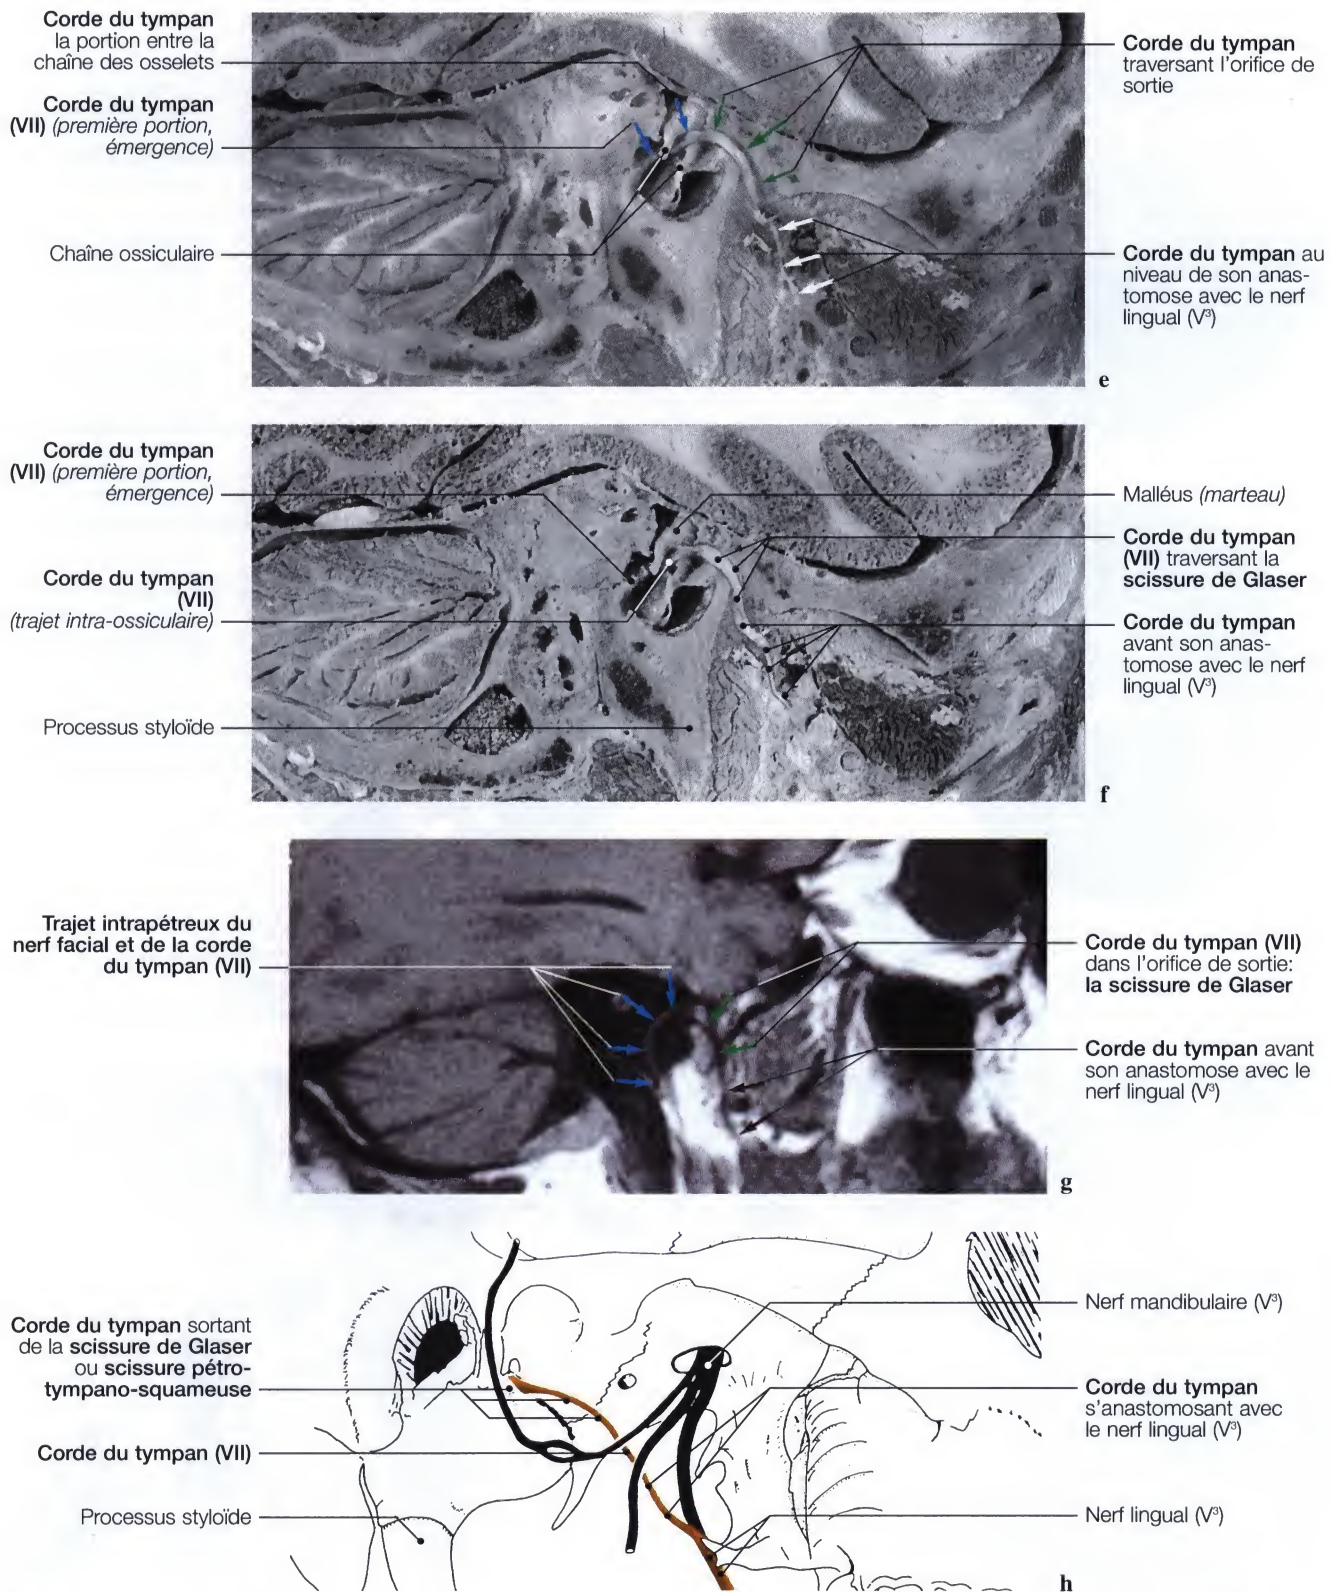 Corde du tympan
la portion entre la
chaîne des osselets
Corde du tympan
(VII) (première portion,
émergence)
Chaîne ossiculaire
Corde du tympan
traversant l'orifice de
sortie
Corde du tympan au
niveau de son anas-
tomose avec le nerf
lingual (V³)
e
Corde du tympan
(VII) (première portion,
émergence)
Corde du tympan
(VII)
(trajet intra-ossiculaire)
Processus styloïde
Malléus (marteau)
Corde du tympan
(VII) traversant la
scissure de Glaser
Corde du tympan
avant son anas-
tomose avec le nerf
lingual (V³)
f
Trajet intrapétreux du
nerf facial et de la corde
du tympan (VII)
Corde du tympan (VII)
dans l'orifice de sortie:
la scissure de Glaser
Corde du tympan avant
son anastomose avec le
nerf lingual (V³)
g
Corde du tympan sortant
de la scissure de Glaser
ou scissure pétro-
tympano-squameuse
Corde du tympan (VII)
Processus styloïde
Nerf mandibulaire (V³)
Corde du tympan
s'anastomosant avec
le nerf lingual (V³)
Nerf lingual (V³)
h